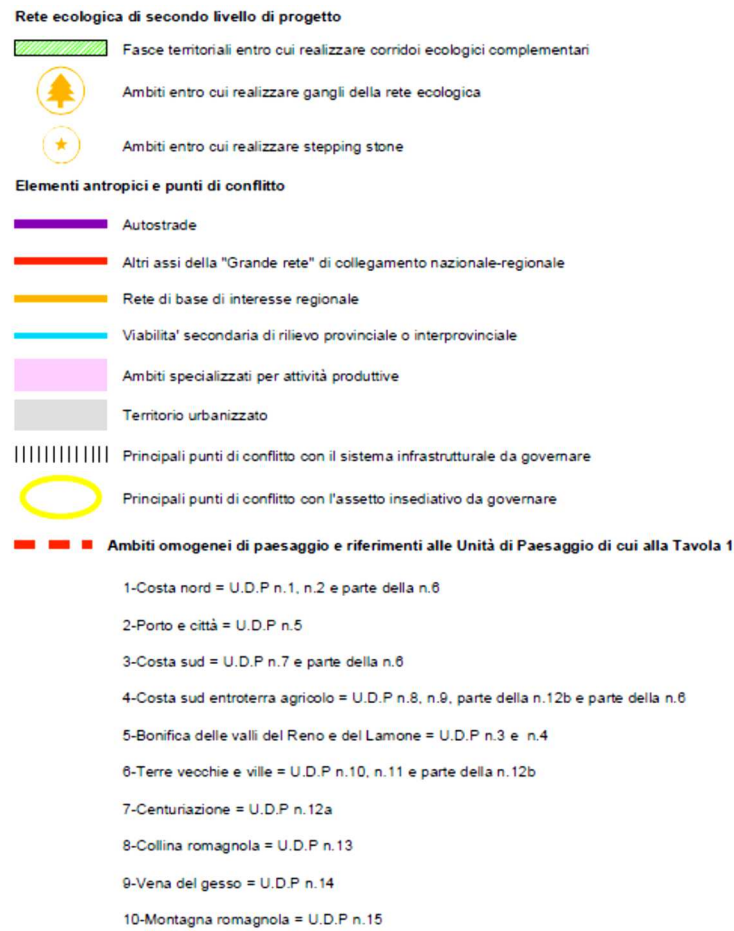 Rete ecologica di secondo livello di progetto
Fasce territoriali entro cui realizzare corridoi ecologici complementari
Ambiti entro cui realizzare gangli della rete ecologica
Ambiti entro cui realizzare stepping stone
Elementi antropici e punti di conflitto
Autostrade
Altri assi della "Grande rete" di collegamento nazionale-regionale
Rete di base di interesse regionale
Viabilita' secondaria di rilievo provinciale o interprovinciale
Ambiti specializzati per attività produttive
Territorio urbanizzato
Principali punti di conflitto con il sistema infrastrutturale da governare
Principali punti di conflitto con l'assetto insediativo da governare
Ambiti omogenei di paesaggio e riferimenti alle Unità di Paesaggio di cui alla Tavola 1
1-Costa nord = U.D.P n.1, n.2 e parte della n.6
2-Porto e città = U.D.P n.5
3-Costa sud = U.D.P n.7 e parte della n.6
4-Costa sud entroterra agricolo = U.D.P n.8, n.9, parte della n.12b e parte della n.6
5-Bonifica delle valli del Reno e del Lamone = U.D.P n.3 e n.4
6-Terre vecchie e ville = U.D.P n.10, n.11 e parte della n.12b
7-Centuriazione = U.D.P n.12a
8-Collina romagnola = U.D.P n.13
9-Vena del gesso = U.D.P n.14
10-Montagna romagnola = U.D.P n.15